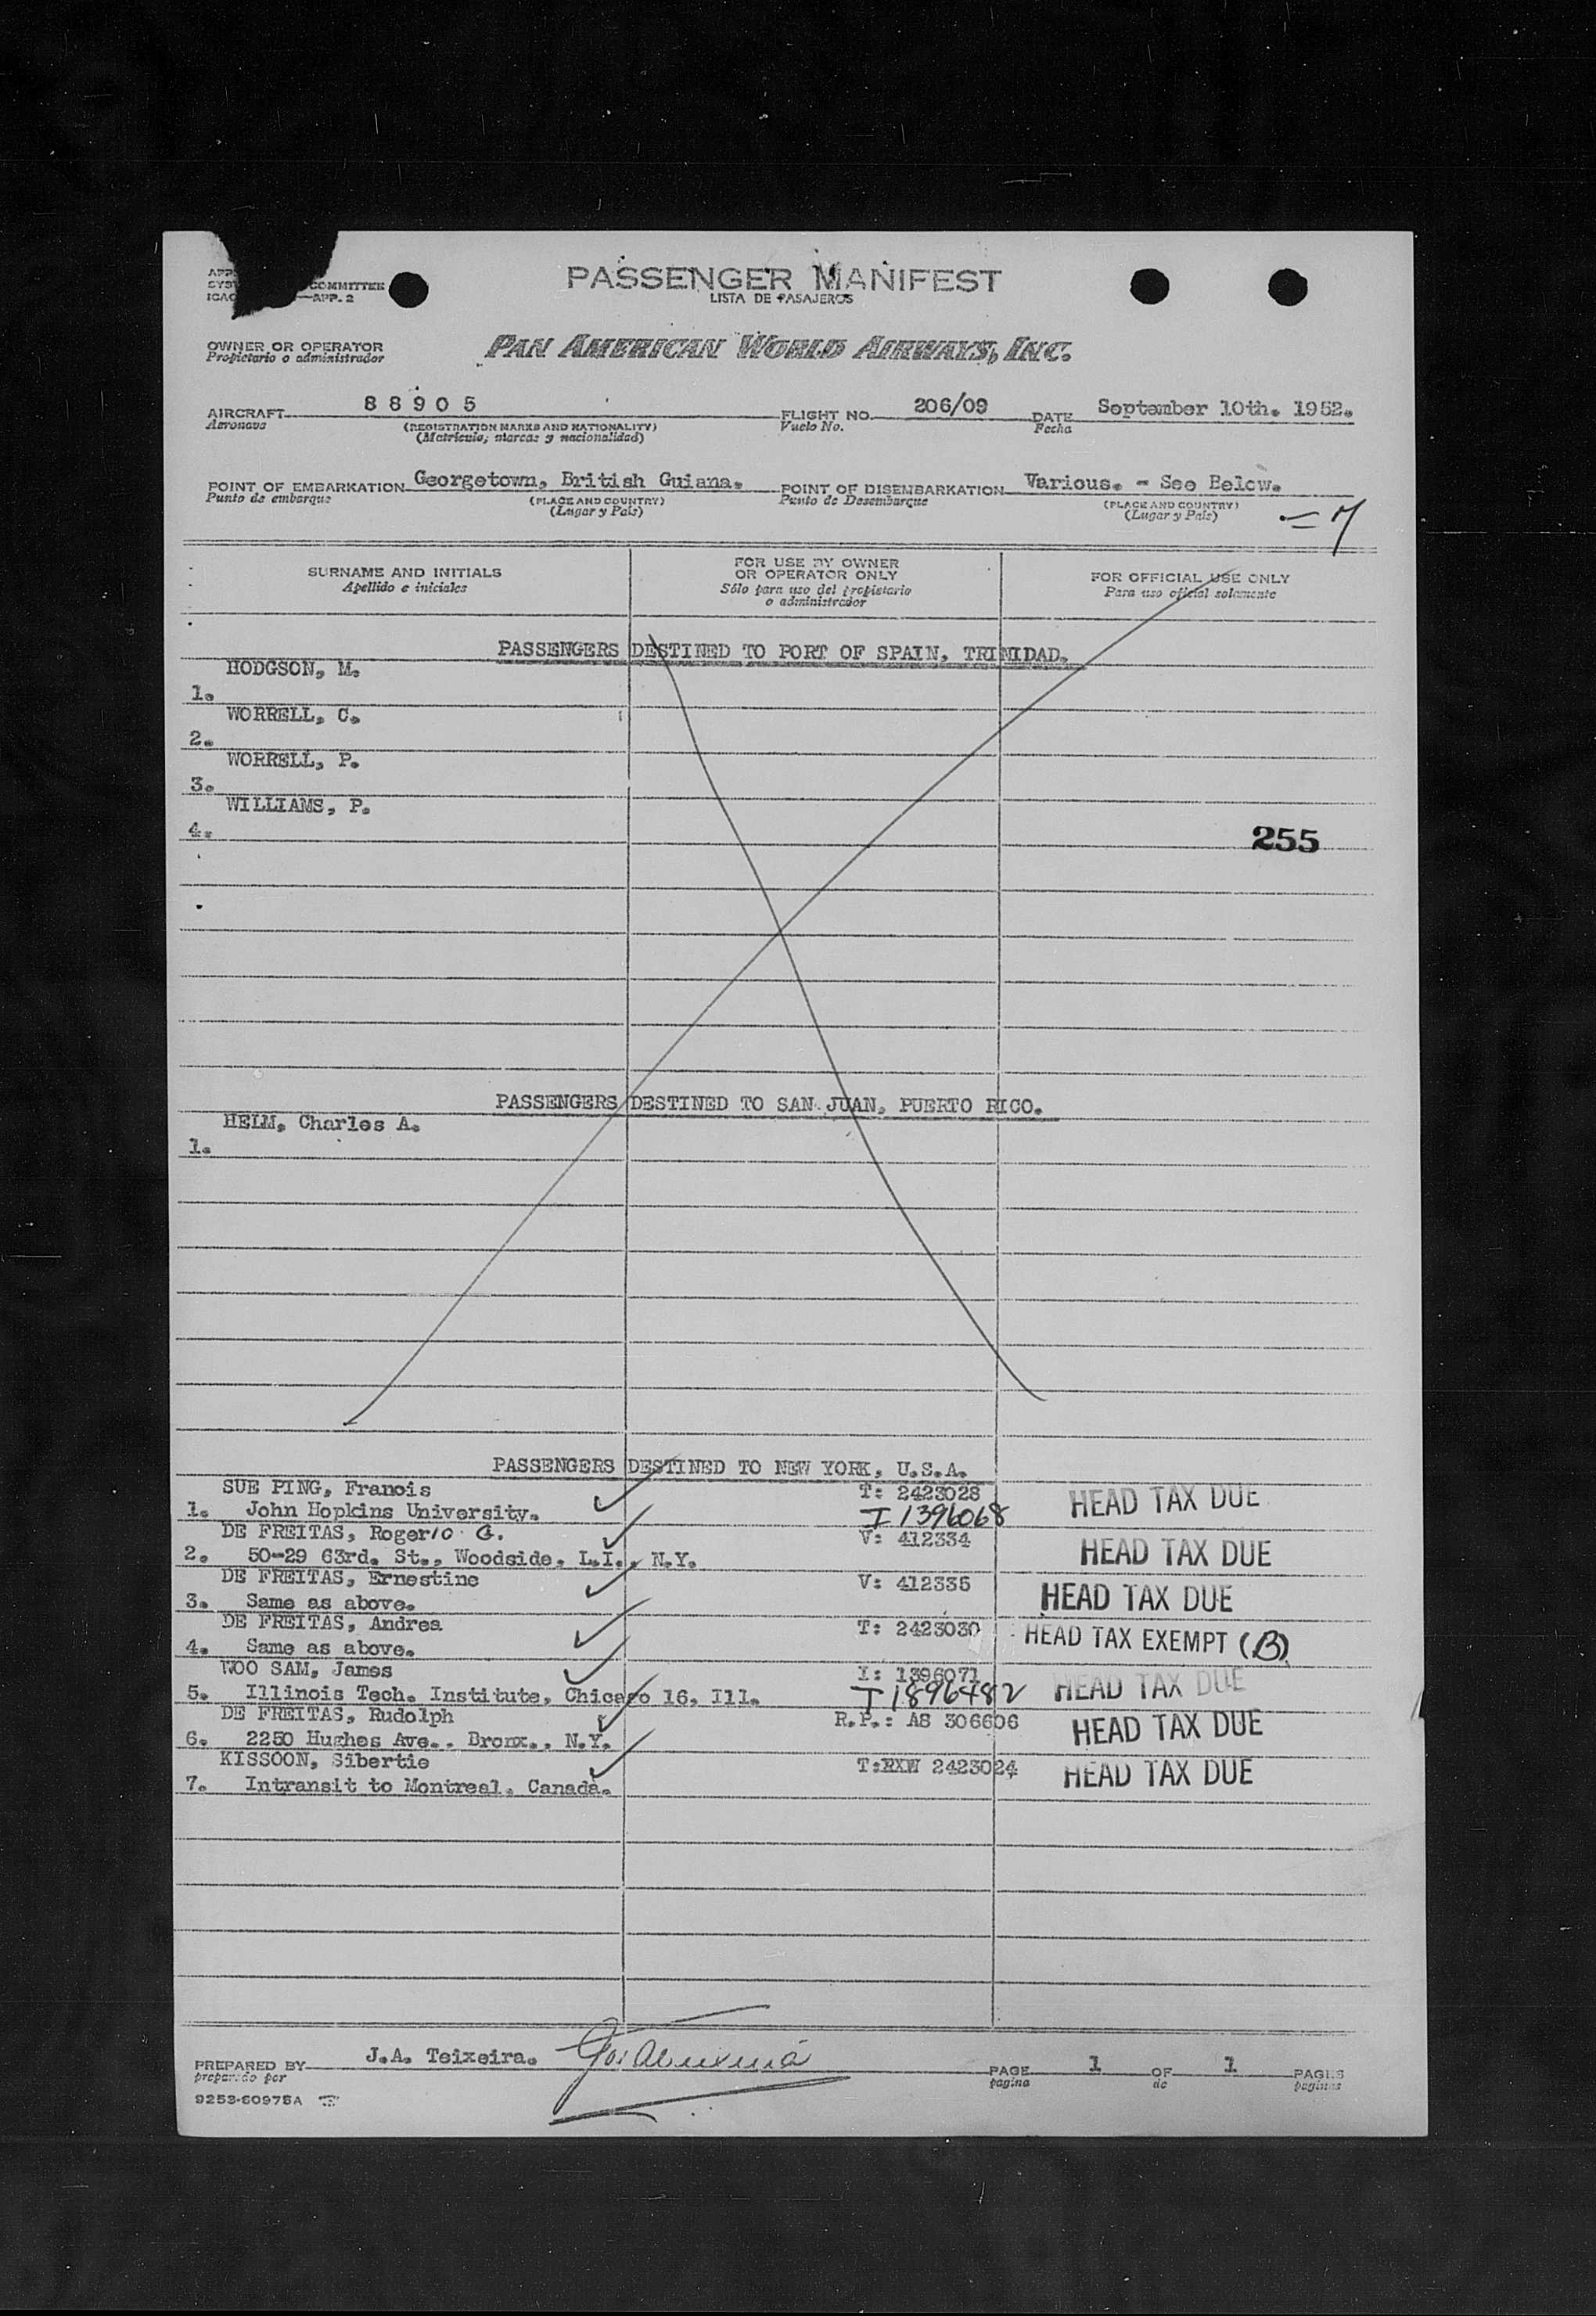 PASSENGER MANIFEST
LISTA DE PASAJEROS
COMMITTEE
APP. 2
OWNER OR OPERATOR
Propietario o administrador
PAN AMERICAN WORLD AIRWAYS, INC.
AIRCRAFT 8 8 9 0 5 FLIGHT NO. 206/09 DATE September 10th. 1952.
Aeronave (REGISTRATION MARKS AND NATIONALITY) Vuelo No. Fecha
(Matricula, marcas y nacionalidad)
POINT OF EMBARKATION Georgetown, British Guiana. POINT OF DISEMBARKATION Various. - See Below.
Punto de embarque (PLACE AND COUNTRY) Punto de Desembarque (PLACE AND COUNTRY)
(Lugar y País) (Lugar y País) = 7
SURNAME AND INITIALS
Apellido e iniciales
FOR USE BY OWNER
OR OPERATOR ONLY
Sólo para uso del propietario
o administrador
FOR OFFICIAL USE ONLY
Para uso oficial solamente
PASSENGERS DESTINED TO PORT OF SPAIN, TRINIDAD.
HODGSON, M.
1.
WORRELL, C.
2.
WORRELL, P.
3.
WILLIAMS, P.
4.
255
PASSENGERS DESTINED TO SAN JUAN, PUERTO RICO.
HELM, Charles A.
1.
PASSENGERS DESTINED TO NEW YORK, U.S.A.
SUE PING, Francis T: 2423028 HEAD TAX DUE
1. John Hopkins University. I 1396068
DE FREITAS, Rogerio G. V: 412334 HEAD TAX DUE
2. 50-29 63rd. St., Woodside, L.I., N.Y.
DE FREITAS, Ernestine V: 412335 HEAD TAX DUE
3. Same as above.
DE FREITAS, Andrea T: 2423030 HEAD TAX EXEMPT (B)
4. Same as above.
WOO SAM, James I: 1396071 HEAD TAX DUE
5. Illinois Tech. Institute, Chicago 16, Ill. I 1896482
DE FREITAS, Rudolph R.P.: A8 306606 HEAD TAX DUE
6. 2250 Hughes Ave., Bronx., N.Y.
KISSOON, Sibertie T: 2423024 HEAD TAX DUE
7. Intransit to Montreal, Canada.
PREPARED BY J.A. Teixeira. PAGE 1 OF 1 PAGES
preparado por pagina de paginas
9253-60975A